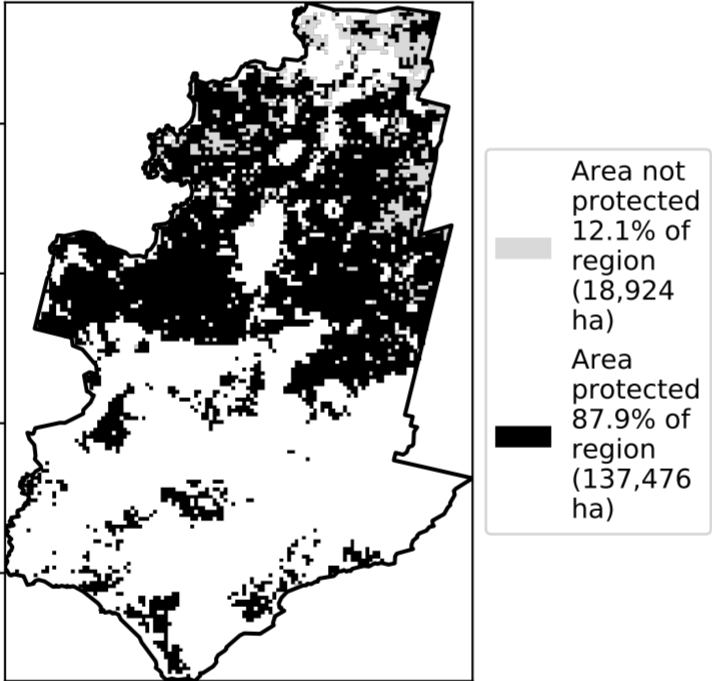 Area not
protected
12.1% of
region
(18,924
ha)
Area
protected
87.9% of
region
(137,476
ha)